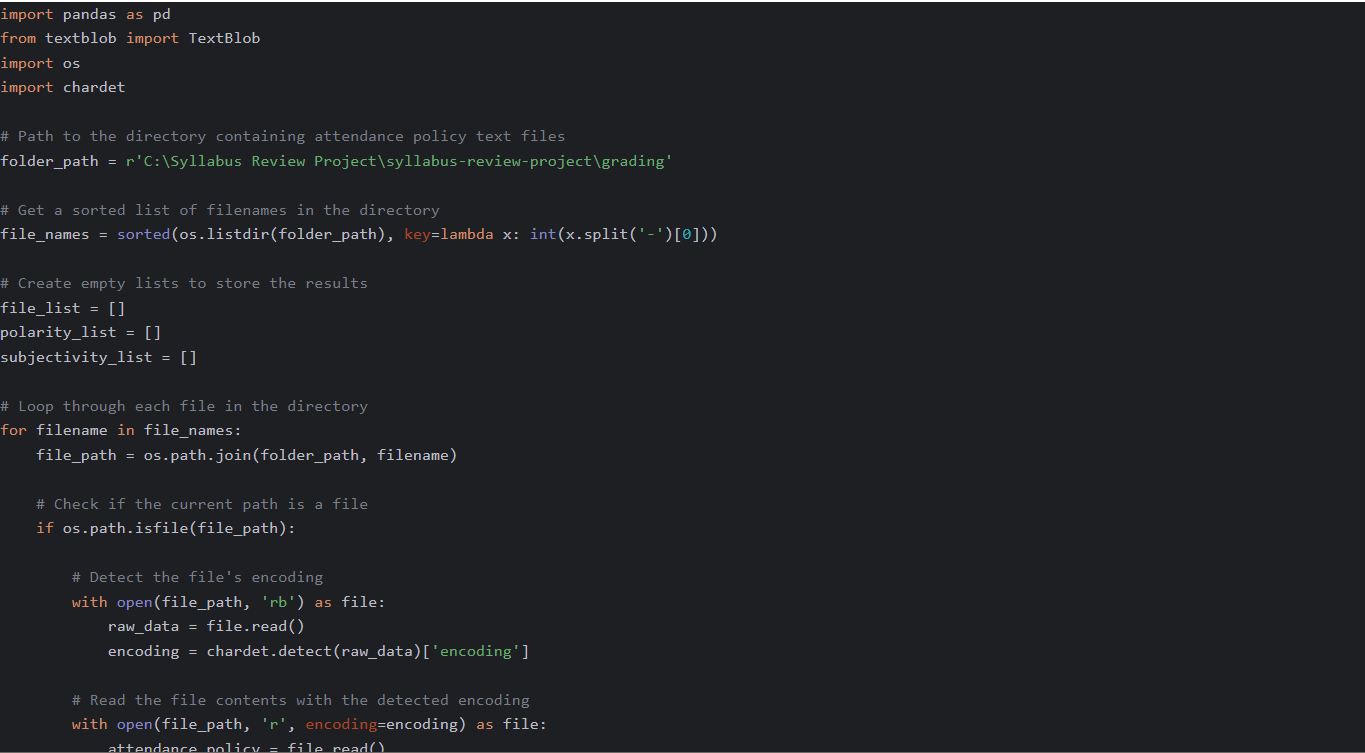 import pandas as pd
from textblob import TextBlob
import os
import chardet
# Path to the directory containing attendance policy text files
folder_path = r'C:\Syllabus Review Project\syllabus-review-project\grading'
# Get a sorted list of filenames in the directory
file_names = sorted(os.listdir(folder_path), key=lambda x: int(x.split('-')[0]))
# Create empty lists to store the results
file_list = []
polarity_list = []
subjectivity_list = []
# Loop through each file in the directory
for filename in file_names:
    file_path = os.path.join(folder_path, filename)
    # Check if the current path is a file
    if os.path.isfile(file_path):
        # Detect the file's encoding
        with open(file_path, 'rb') as file:
            raw_data = file.read()
            encoding = chardet.detect(raw_data)['encoding']
        # Read the file contents with the detected encoding
        with open(file_path, 'r', encoding=encoding) as file:
            attendance_policy = file.read()